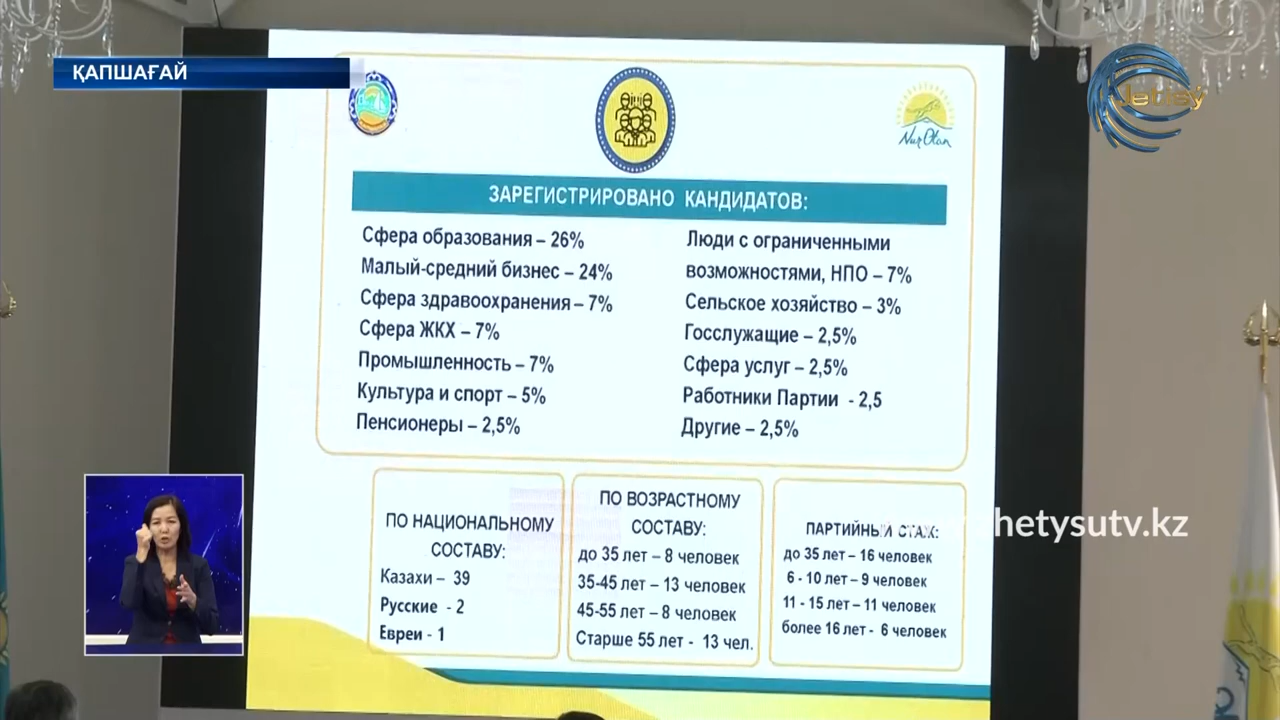 ҚАПШАҒАЙ
Jetisý
Nur Otan
ЗАРЕГИСТРИРОВАНО КАНДИДАТОВ:
Сфера образования – 26%
Малый-средний бизнес – 24%
Сфера здравоохранения – 7%
Сфера ЖКХ – 7%
Промышленность – 7%
Культура и спорт – 5%
Пенсионеры – 2,5%
Люди с ограниченными
возможностями, НПО – 7%
Сельское хозяйство – 3%
Госслужащие – 2,5%
Сфера услуг – 2,5%
Работники Партии - 2,5
Другие – 2,5%
ПО НАЦИОНАЛЬНОМУ
СОСТАВУ:
Казахи – 39
Русские - 2
Евреи - 1
ПО ВОЗРАСТНОМУ
СОСТАВУ:
до 35 лет – 8 человек
35-45 лет – 13 человек
45-55 лет – 8 человек
Старше 55 лет - 13 чел.
ПАРТИЙНЫЙ СТАЖ:
до 35 лет – 16 человек
6 - 10 лет – 9 человек
11 - 15 лет – 11 человек
более 16 лет - 6 человек
hetysutv.kz